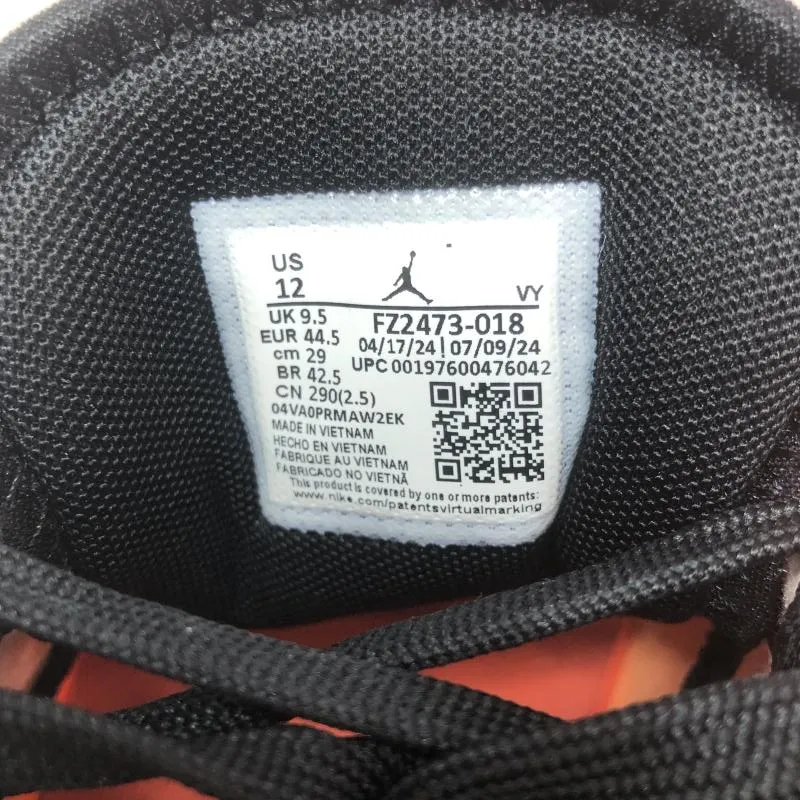 US
12
VY
UK 9.5
FZ2473-018
EUR 44.5
04/17/24 | 07/09/24
cm 29
UPC 00197600476042
BR 42.5
CN 290(2.5)
04VA0PRMAW2EK
MADE IN VIETNAM
HECHO EN VIETNAM
FABRIQUE AU VIETNAM
FABRICADO NO VIETNÃ
This product is covered by one or more patents:
www.nike.com/patentsvirtualmarking